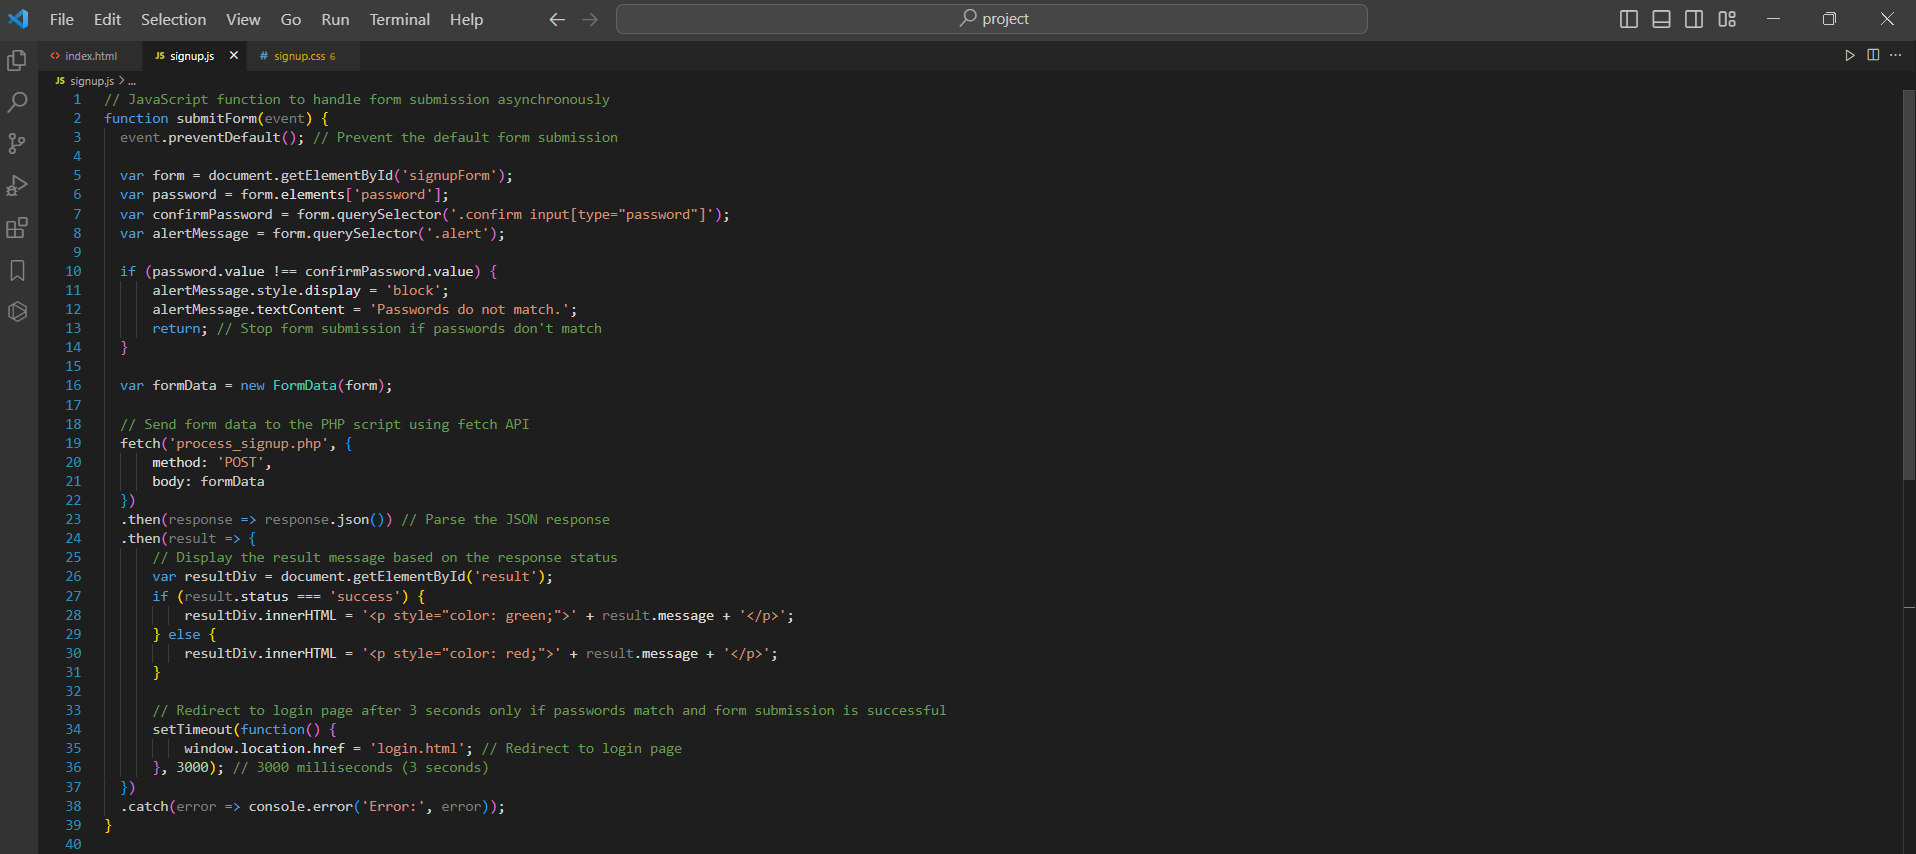 File Edit Selection View Go Run Terminal Help project
index.html JS signup.js # signup.css 6
JS signup.js > ...
1 // JavaScript function to handle form submission asynchronously
2 function submitForm(event) {
3 event.preventDefault(); // Prevent the default form submission
4
5 var form = document.getElementById('signupForm');
6 var password = form.elements['password'];
7 var confirmPassword = form.querySelector('.confirm input[type="password"]');
8 var alertMessage = form.querySelector('.alert');
9
10 if (password.value !== confirmPassword.value) {
11 alertMessage.style.display = 'block';
12 alertMessage.textContent = 'Passwords do not match.';
13 return; // Stop form submission if passwords don't match
14 }
15
16 var formData = new FormData(form);
17
18 // Send form data to the PHP script using fetch API
19 fetch('process_signup.php', {
20 method: 'POST',
21 body: formData
22 })
23 .then(response => response.json()) // Parse the JSON response
24 .then(result => {
25 // Display the result message based on the response status
26 var resultDiv = document.getElementById('result');
27 if (result.status === 'success') {
28 resultDiv.innerHTML = '<p style="color: green;">' + result.message + '</p>';
29 } else {
30 resultDiv.innerHTML = '<p style="color: red;">' + result.message + '</p>';
31 }
32
33 // Redirect to login page after 3 seconds only if passwords match and form submission is successful
34 setTimeout(function() {
35 window.location.href = 'login.html'; // Redirect to login page
36 }, 3000); // 3000 milliseconds (3 seconds)
37 })
38 .catch(error => console.error('Error:', error));
39 }
40